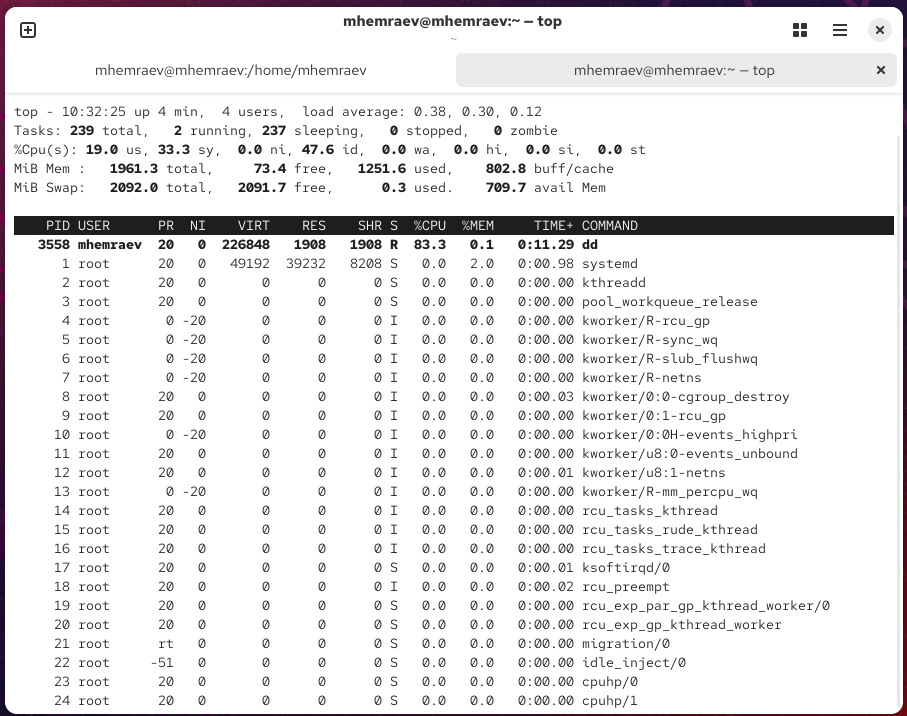 mhemraev@mhemraev:~ — top
~
mhemraev@mhemraev:/home/mhemraev
mhemraev@mhemraev:~ — top
top - 10:32:25 up 4 min,  4 users,  load average: 0.38, 0.30, 0.12
Tasks: 239 total,   2 running, 237 sleeping,   0 stopped,   0 zombie
%Cpu(s): 19.0 us, 33.3 sy,  0.0 ni, 47.6 id,  0.0 wa,  0.0 hi,  0.0 si,  0.0 st
MiB Mem :   1961.3 total,     73.4 free,   1251.6 used,    802.8 buff/cache
MiB Swap:   2092.0 total,   2091.7 free,      0.3 used.    709.7 avail Mem
PID USER      PR  NI    VIRT    RES    SHR S  %CPU  %MEM     TIME+ COMMAND
3558 mhemraev  20   0  226848   1908   1908 R  83.3   0.1   0:11.29 dd
1 root      20   0   49192  39232   8208 S   0.0   2.0   0:00.98 systemd
2 root      20   0       0      0      0 S   0.0   0.0   0:00.00 kthreadd
3 root      20   0       0      0      0 S   0.0   0.0   0:00.00 pool_workqueue_release
4 root       0 -20       0      0      0 I   0.0   0.0   0:00.00 kworker/R-rcu_gp
5 root       0 -20       0      0      0 I   0.0   0.0   0:00.00 kworker/R-sync_wq
6 root       0 -20       0      0      0 I   0.0   0.0   0:00.00 kworker/R-slub_flushwq
7 root       0 -20       0      0      0 I   0.0   0.0   0:00.00 kworker/R-netns
8 root      20   0       0      0      0 I   0.0   0.0   0:00.03 kworker/0:0-cgroup_destroy
9 root      20   0       0      0      0 I   0.0   0.0   0:00.00 kworker/0:1-rcu_gp
10 root       0 -20       0      0      0 I   0.0   0.0   0:00.00 kworker/0:0H-events_highpri
11 root      20   0       0      0      0 I   0.0   0.0   0:00.00 kworker/u8:0-events_unbound
12 root      20   0       0      0      0 I   0.0   0.0   0:00.01 kworker/u8:1-netns
13 root       0 -20       0      0      0 I   0.0   0.0   0:00.00 kworker/R-mm_percpu_wq
14 root      20   0       0      0      0 I   0.0   0.0   0:00.00 rcu_tasks_kthread
15 root      20   0       0      0      0 I   0.0   0.0   0:00.00 rcu_tasks_rude_kthread
16 root      20   0       0      0      0 I   0.0   0.0   0:00.00 rcu_tasks_trace_kthread
17 root      20   0       0      0      0 S   0.0   0.0   0:00.01 ksoftirqd/0
18 root      20   0       0      0      0 I   0.0   0.0   0:00.02 rcu_preempt
19 root      20   0       0      0      0 S   0.0   0.0   0:00.00 rcu_exp_par_gp_kthread_worker/0
20 root      20   0       0      0      0 S   0.0   0.0   0:00.00 rcu_exp_gp_kthread_worker
21 root      rt   0       0      0      0 S   0.0   0.0   0:00.00 migration/0
22 root     -51   0       0      0      0 S   0.0   0.0   0:00.00 idle_inject/0
23 root      20   0       0      0      0 S   0.0   0.0   0:00.00 cpuhp/0
24 root      20   0       0      0      0 S   0.0   0.0   0:00.00 cpuhp/1